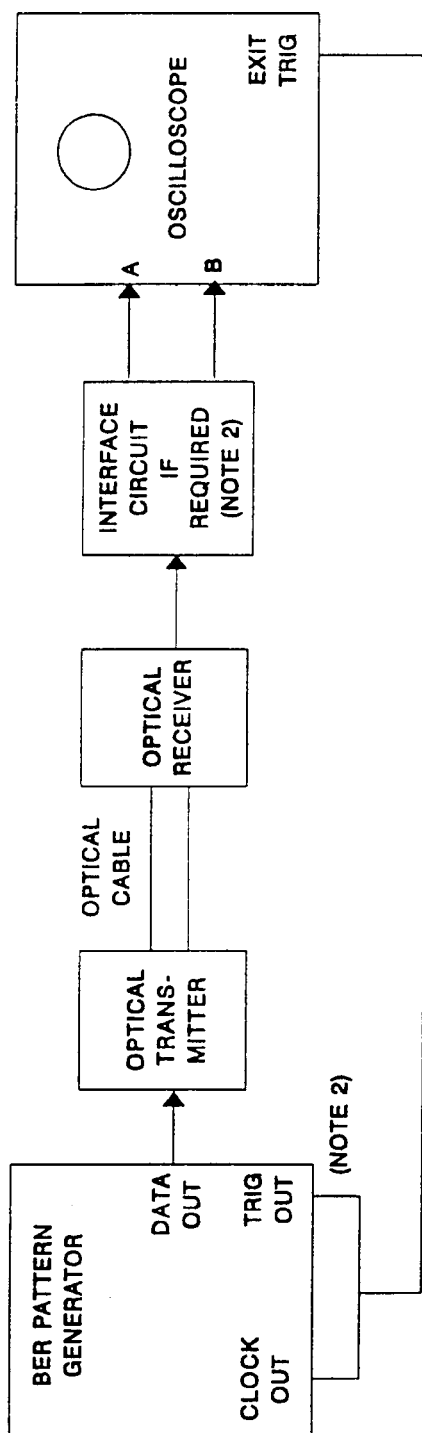 BER PATTERN
GENERATOR
DATA
OUT
CLOCK
OUT
TRIG
OUT
(NOTE 2)
OPTICAL
TRANS-
MITTER
OPTICAL
CABLE
OPTICAL
RECEIVER
INTERFACE
CIRCUIT
IF
REQUIRED
(NOTE 2)
A
B
OSCILLOSCOPE
EXIT
TRIG